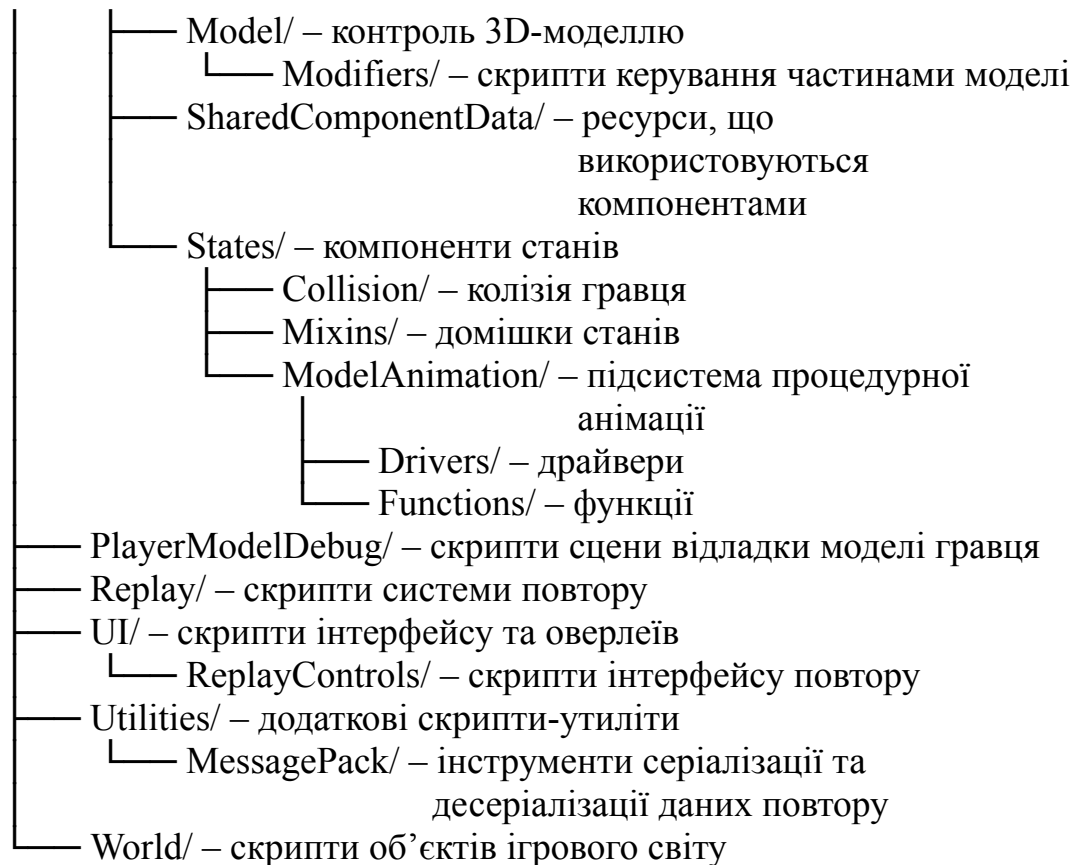 Model/ – контроль 3D-моделлю
Modifiers/ – скрипти керування частинами моделі
SharedComponentData/ – ресурси, що
використовуються
компонентами
States/ – компоненти станів
Collision/ – колізія гравця
Mixins/ – домішки станів
ModelAnimation/ – підсистема процедурної
анімації
Drivers/ – драйвери
Functions/ – функції
PlayerModelDebug/ – скрипти сцени відладки моделі гравця
Replay/ – скрипти системи повтору
UI/ – скрипти інтерфейсу та оверлеїв
ReplayControls/ – скрипти інтерфейсу повтору
Utilities/ – додаткові скрипти-утиліти
MessagePack/ – інструменти серіалізації та
десеріалізації даних повтору
World/ – скрипти об’єктів ігрового світу